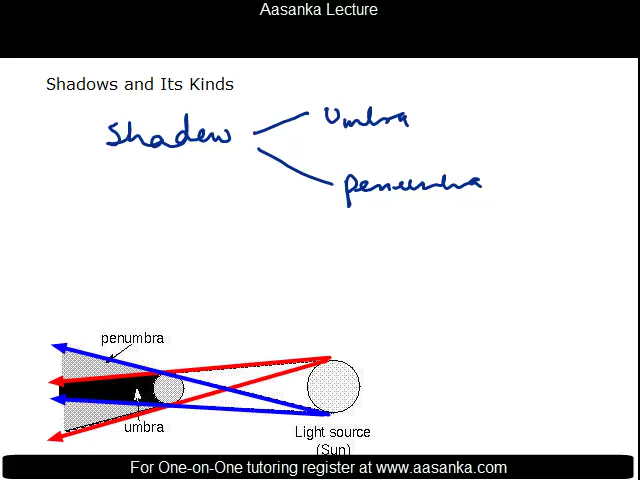 Aasanka Lecture
Shadows and Its Kinds
Shadow
Umbra
penumbra
penumbra
umbra
Light source
(Sun)
For One-on-One tutoring register at www.aasanka.com